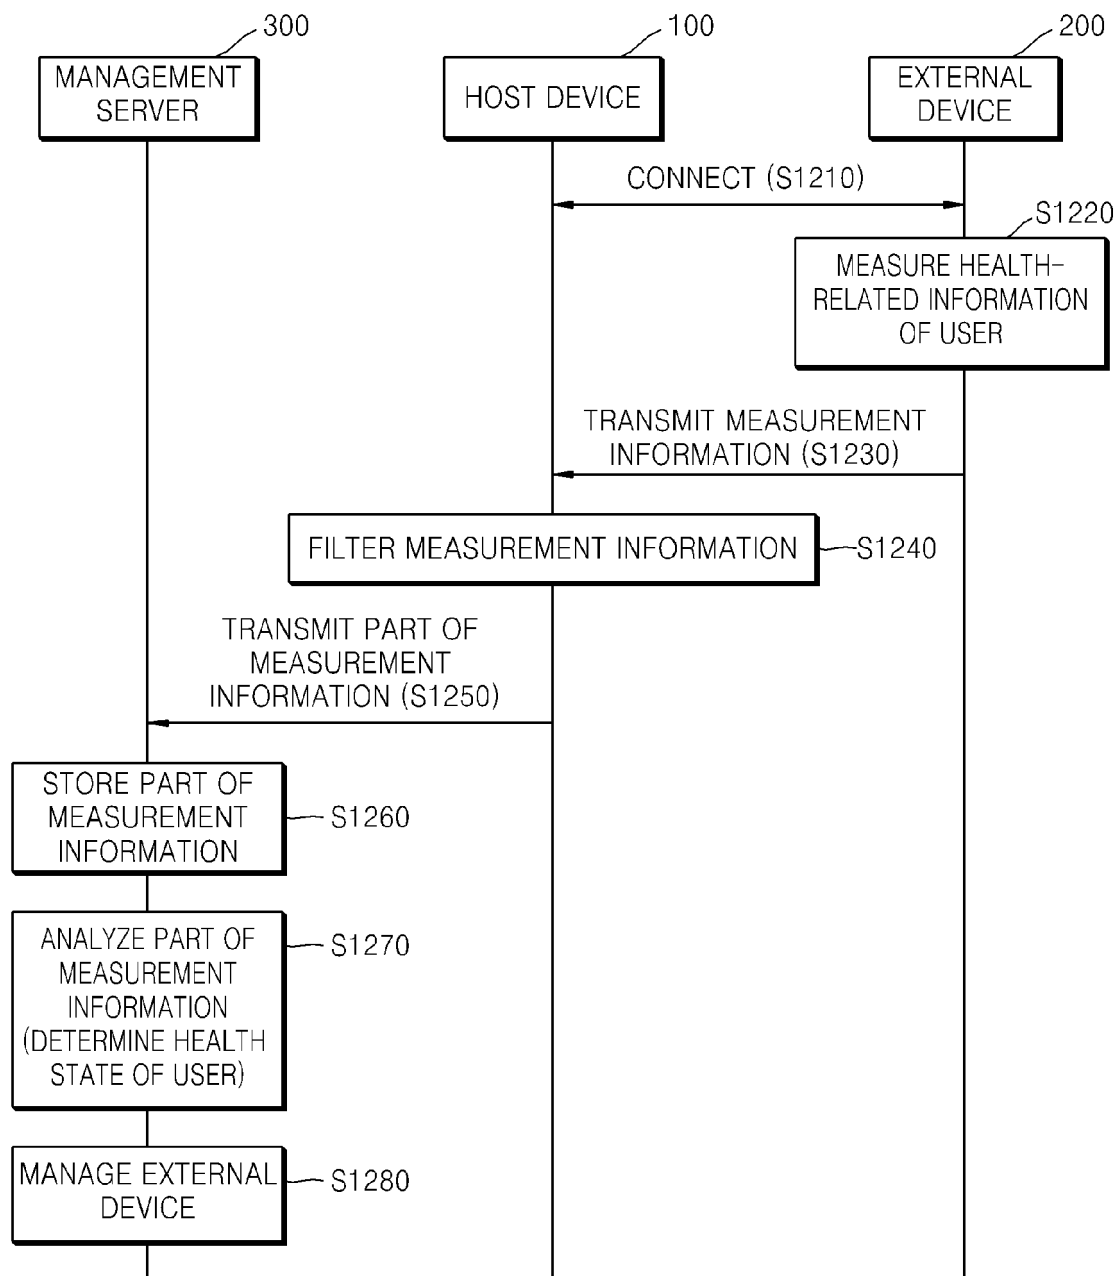 300
100
200
MANAGEMENT
SERVER
HOST DEVICE
EXTERNAL
DEVICE
CONNECT (S1210)
S1220
MEASURE HEALTH-
RELATED INFORMATION
OF USER
TRANSMIT MEASUREMENT
INFORMATION (S1230)
FILTER MEASUREMENT INFORMATION
S1240
TRANSMIT PART OF
MEASUREMENT
INFORMATION (S1250)
STORE PART OF
MEASUREMENT
INFORMATION
S1260
ANALYZE PART OF
MEASUREMENT
INFORMATION
(DETERMINE HEALTH
STATE OF USER)
S1270
MANAGE EXTERNAL
DEVICE
S1280